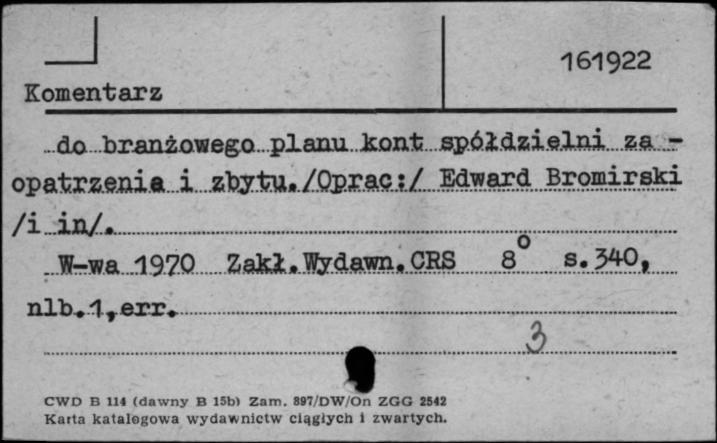 161922
Komentarz
do branżowego planu kont spółdzielni za-
opatrzenia i zbytu./Oprac:/ Edward Bromirski
/i in/.
W-wa 1970 Zakł.Wydawn.CRS 8° s.340,
nlb.1,err.
3
CWD B 114 (dawny B 15b) Zam. 897/DW/On ZGG 2542
Karta katalogowa wydawnictw ciągłych i zwartych.